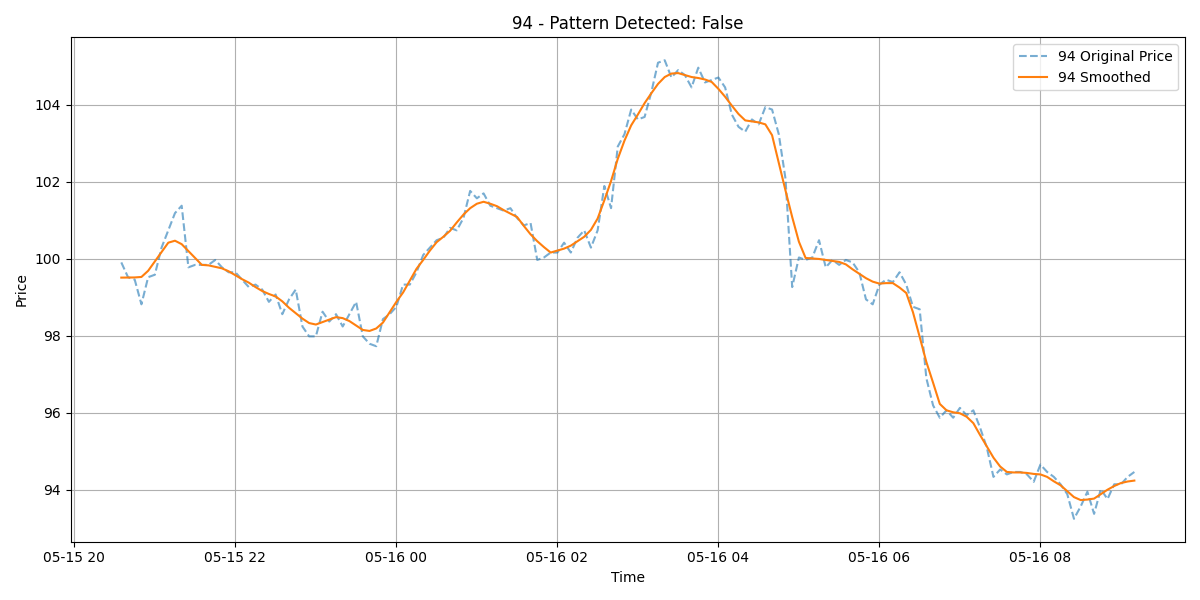 94 - Pattern Detected: False
94 Original Price
94 Smoothed
Price
104
102
100
98
96
94
05-15 20
05-15 22
05-16 00
05-16 02
05-16 04
05-16 06
05-16 08
Time